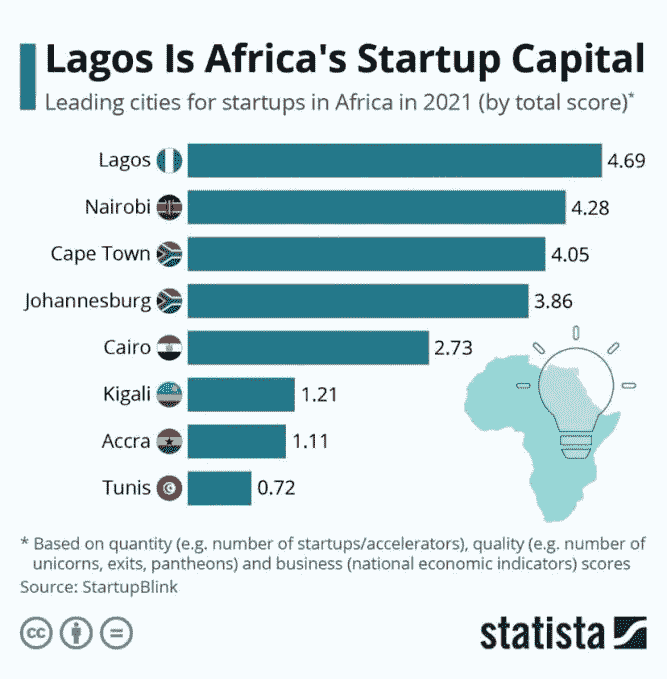 Lagos Is Africa's Startup Capital
Leading cities for startups in Africa in 2021 (by total score)*
Lagos 4.69
Nairobi 4.28
Cape Town 4.05
Johannesburg 3.86
Cairo 2.73
Kigali 1.21
Accra 1.11
Tunis 0.72
* Based on quantity (e.g. number of startups/accelerators), quality (e.g. number of
unicorns, exits, pantheons) and business (national economic indicators) scores
Source: StartupBlink
cc
statista